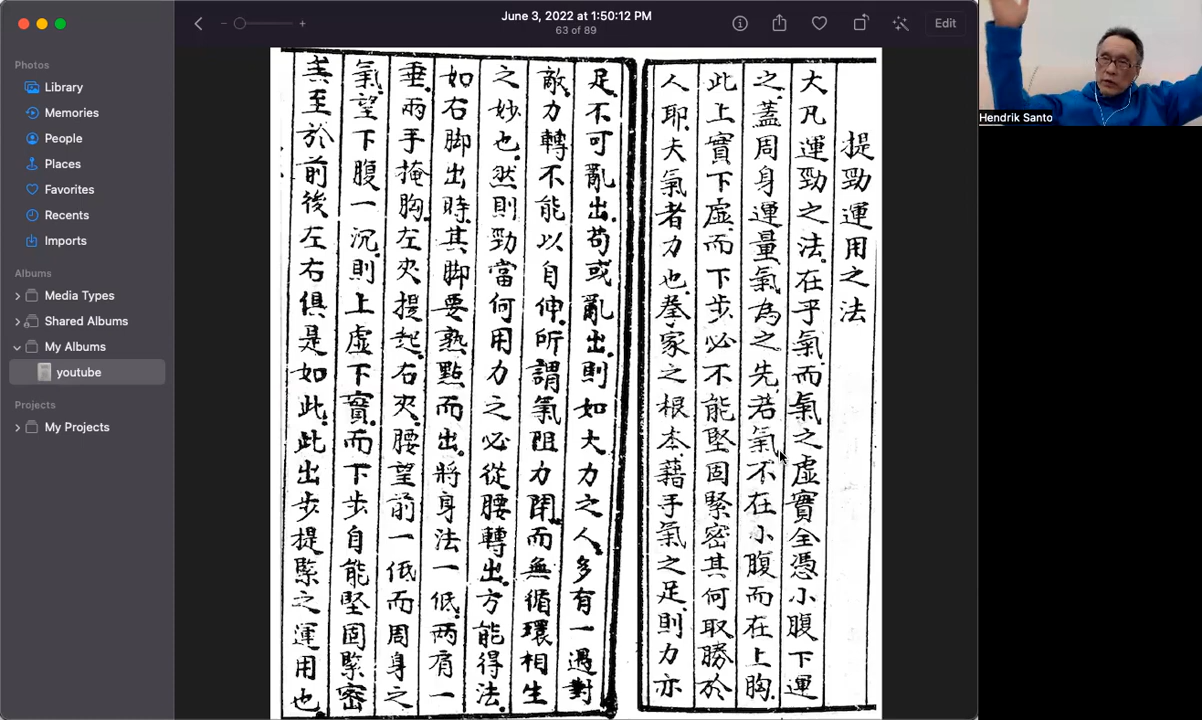 June 3, 2022 at 1:50:12 PM
63 of 89
Edit
Photos
Library
Memories
People
Places
Favorites
Recents
Imports
Albums
Media Types
Shared Albums
My Albums
youtube
Projects
My Projects
Hendrik Santo
提勁運用之法
大凡運勁之法在乎氣而氣之虛實全憑小腹下運
之蓋周身運量氣為之先若氣不在小腹而在上胸
此上實下虛而下步必不能堅固緊密其何取勝於
人耶夫氣者力也拳家之根本藉手氣之足則力亦
足不可亂出苟或亂出則如大力之人多有一遇對
敵力轉不能以自伸所謂氣阻力閉而無循環相生
之妙也然則勁當何用力之必從腰轉出方能得法
如右脚出時其脚要熟點而出將身法一低兩肩一
垂兩手掩胸左夾提起右夾腰望前一低而周身之
氣望下腹一沉則上虛下實而下步自能堅固緊密
美至於前後左右俱是如此此出步提緊之運用也